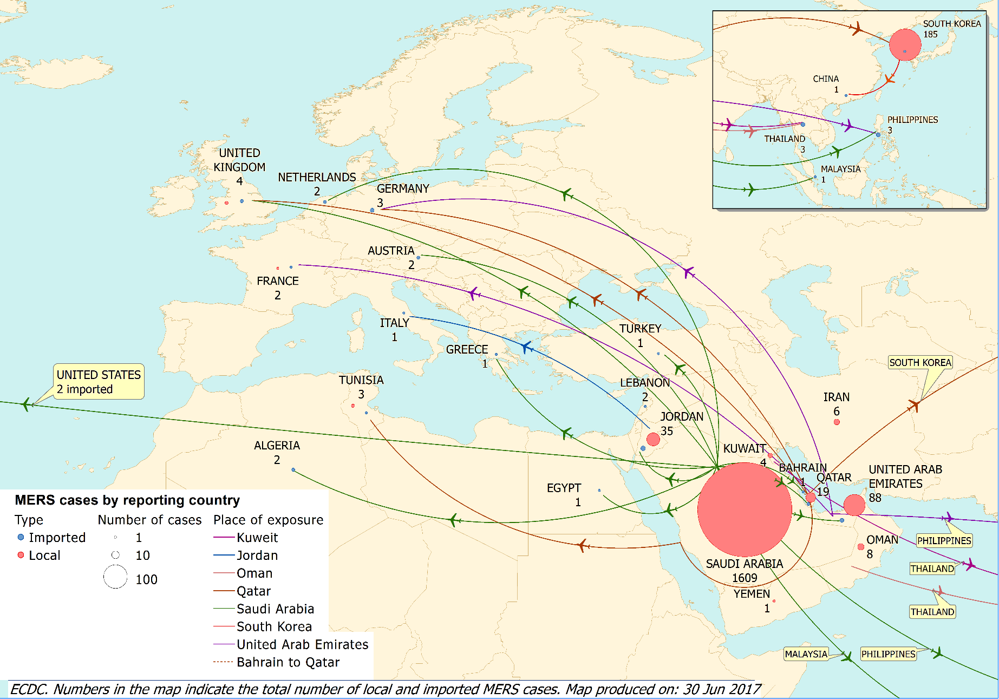 SOUTH KOREA
185
CHINA
1
PHILIPPINES
3
THAILAND
3
MALAYSIA
1
UNITED
KINGDOM
4
NETHERLANDS
2
GERMANY
3
AUSTRIA
2
FRANCE
2
ITALY
1
GREECE
1
TURKEY
1
UNITED STATES
2 imported
TUNISIA
3
LEBANON
2
SOUTH KOREA
IRAN
6
JORDAN
35
ALGERIA
2
KUWAIT
4
BAHRAIN
1
QATAR
19
UNITED ARAB
EMIRATES
88
EGYPT
1
PHILIPPINES
OMAN
8
THAILAND
SAUDI ARABIA
1609
YEMEN
1
THAILAND
MALAYSIA
PHILIPPINES
MERS cases by reporting country
Type
Imported
Local
Number of cases
1
10
100
Place of exposure
Kuweit
Jordan
Oman
Qatar
Saudi Arabia
South Korea
United Arab Emirates
Bahrain to Qatar
ECDC. Numbers in the map indicate the total number of local and imported MERS cases. Map produced on: 30 Jun 2017